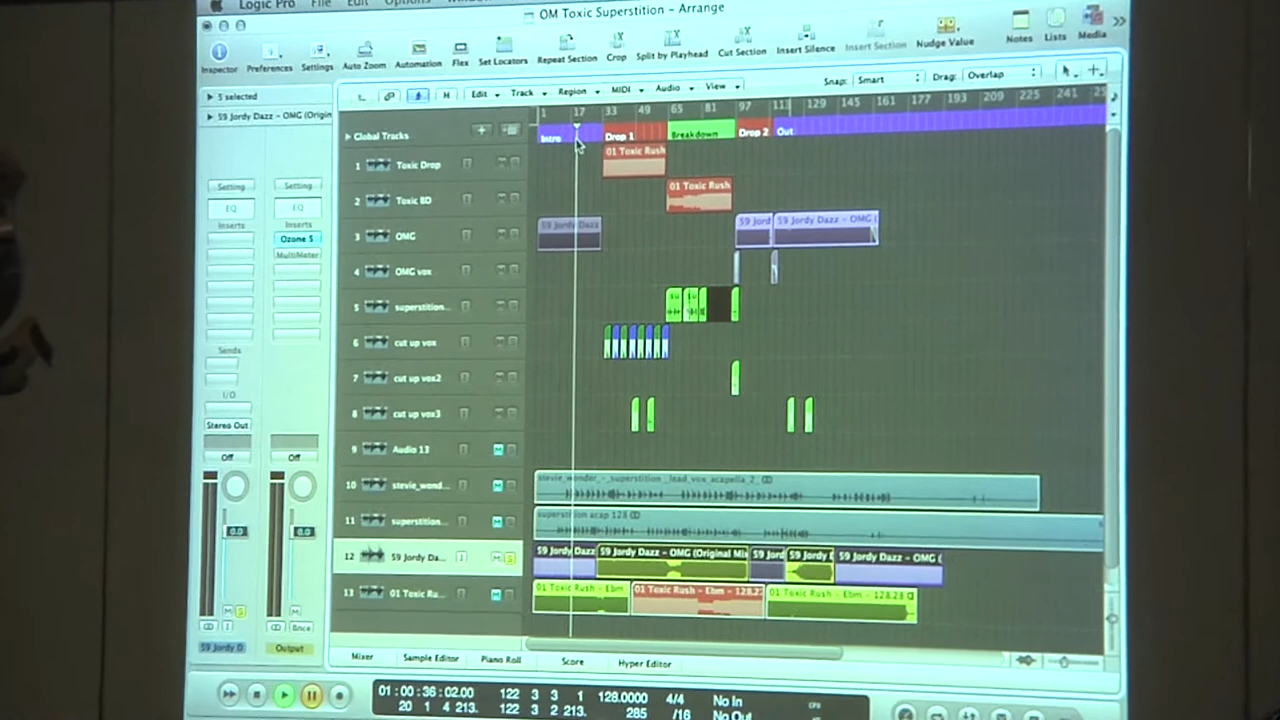 Logic Pro File Edit Options
OM Toxic Superstition – Arrange
Inspector Preferences Settings Auto Zoom Automation Flex Set Locators Repeat Section Crop Split by Playhead Cut Section Insert Silence Insert Section Nudge Value Notes Lists Media
5 selected
Edit Track Region MIDI Audio View Snap: Smart Drag: Overlap
59 Jordy Dazz – OMG (Origin
1 17 33 49 65 81 97 113 129 145 161 177 193 209 225 241
Global Tracks
Intro Drop 1 Breakdown Drop 2 Out
1 Toxic Drop
01 Toxic Rush
2 Toxic BD
01 Toxic Rush
3 OMG
59 Jordy Dazz
59 Jord
59 Jordy Dazz – OMG (
4 OMG vox
5 superstition...
6 cut up vox
7 cut up vox2
8 cut up vox3
9 Audio 13 M
10 stevie_wond... M
stevie_wonder_-_superstition_lead_vox_acapella_2_
11 superstition... M
superstition acap 128
12 59 Jordy Da... I M S
59 Jordy Dazz
59 Jordy Dazz – OMG (Original Mix
59 Jord
59 Jordy
59 Jordy Dazz – OMG (
13 01 Toxic Ru... M
01 Toxic Rush – Ebm
01 Toxic Rush – Ebm – 128.2
01 Toxic Rush – Ebm – 128.28
Setting Setting
EQ EQ
Inserts Inserts
Ozone 5
MultiMeter
Sends
I/O
Stereo Out
Off Off
0.0 0.0
M S M
I Bnce
59 Jordy D Output
Mixer Sample Editor Piano Roll Score Hyper Editor
01:00:36:02.00 122 3 3 1 128.0000 4/4 No In CPU
20 1 4 213. 122 3 2 213. 285 /16 No Out